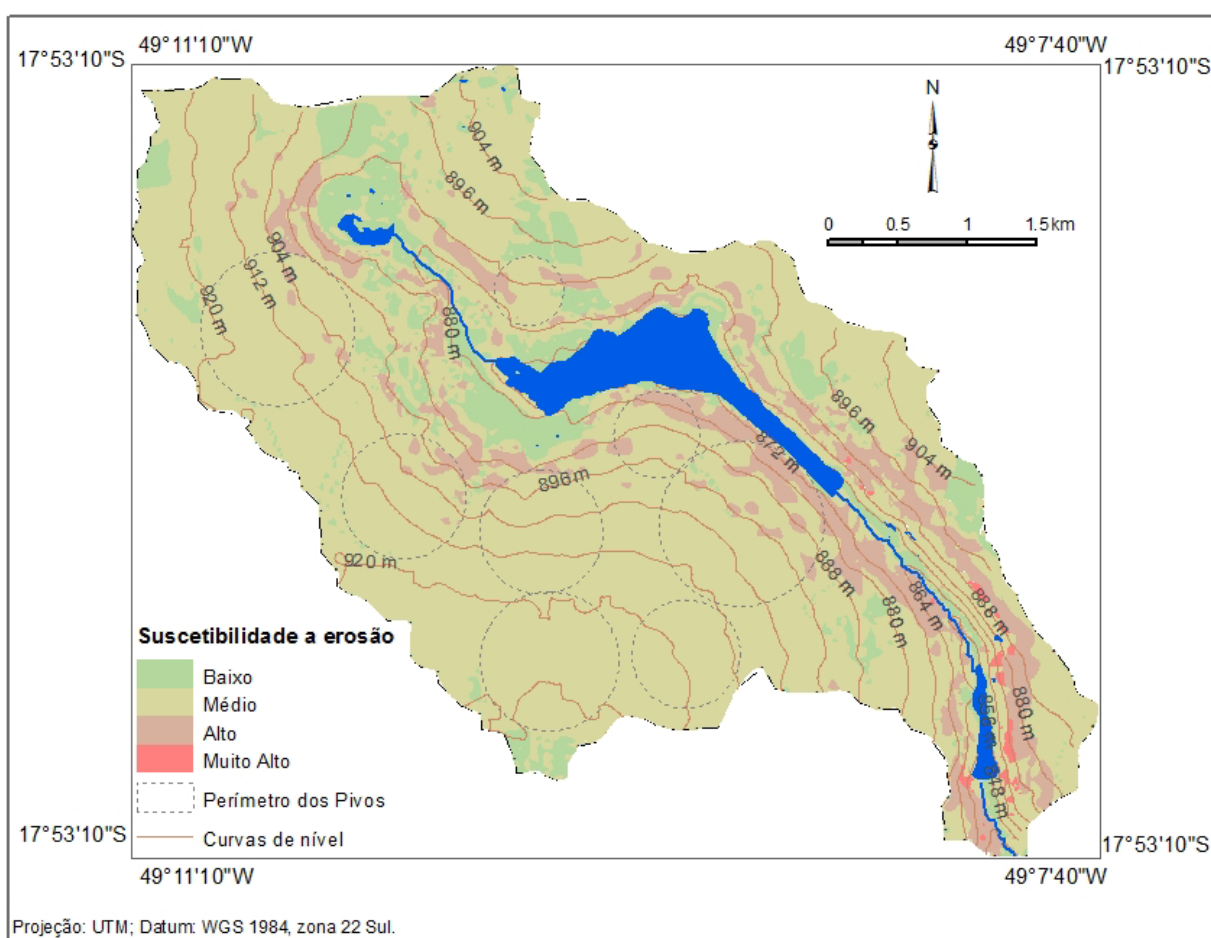 49°11'10"W 49°7'40"W
17°53'10"S 17°53'10"S
N
0 0.5 1 1.5 km
904 m
896 m
904 m
912 m
920 m
880 m
896 m
904 m
872 m
896 m
920 m
888 m
880 m
864 m
888 m
880 m
856 m
848 m
Suscetibilidade a erosão
Baixo
Médio
Alto
Muito Alto
Perímetro dos Pivos
Curvas de nível
17°53'10"S 17°53'10"S
49°11'10"W 49°7'40"W
Projeção: UTM; Datum: WGS 1984, zona 22 Sul.